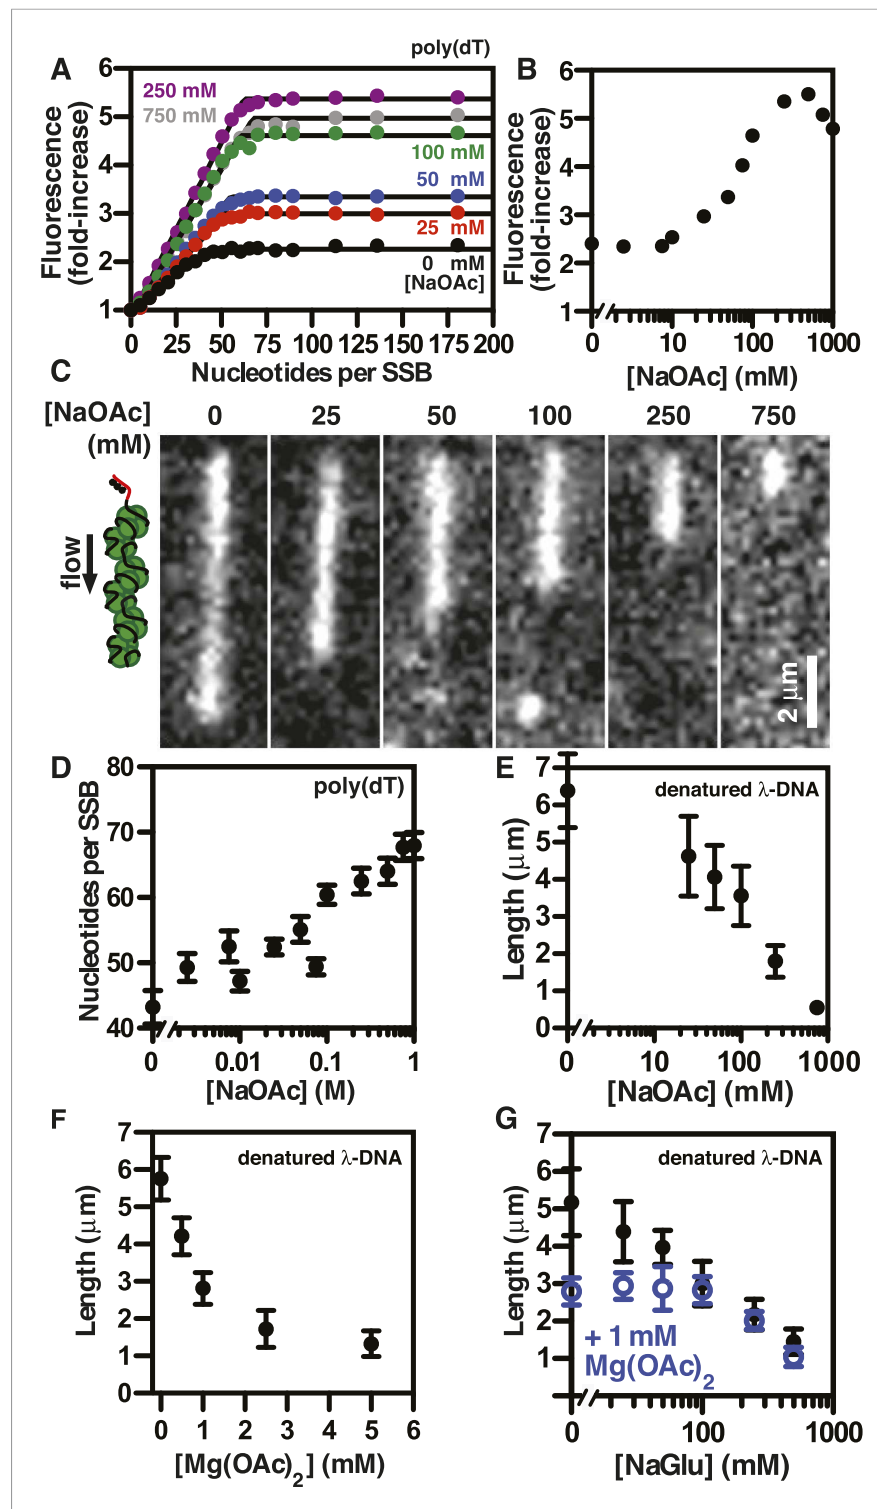 A
poly(dT)
Fluorescence
(fold-increase)
6
5
4
3
2
1
250 mM
750 mM
100 mM
50 mM
25 mM
0 mM
[NaOAc]
0 25 50 75 100 125 150 175 200
Nucleotides per SSB
B
Fluorescence
(fold-increase)
6
5
4
3
2
1
0 10 100 1000
[NaOAc] (mM)
C
[NaOAc] 0 25 50 100 250 750
(mM)
flow
2 μm
D
poly(dT)
Nucleotides per SSB
80
70
60
50
40
0 0.01 0.1 1
[NaOAc] (M)
E
denatured λ-DNA
Length (μm)
7
6
5
4
3
2
1
0
0 10 100 1000
[NaOAc] (mM)
F
denatured λ-DNA
Length (μm)
7
6
5
4
3
2
1
0
0 1 2 3 4 5 6
[Mg(OAc)2] (mM)
G
denatured λ-DNA
Length (μm)
7
6
5
4
3
2
1
+ 1 mM
Mg(OAc)2
0 100 1000
[NaGlu] (mM)